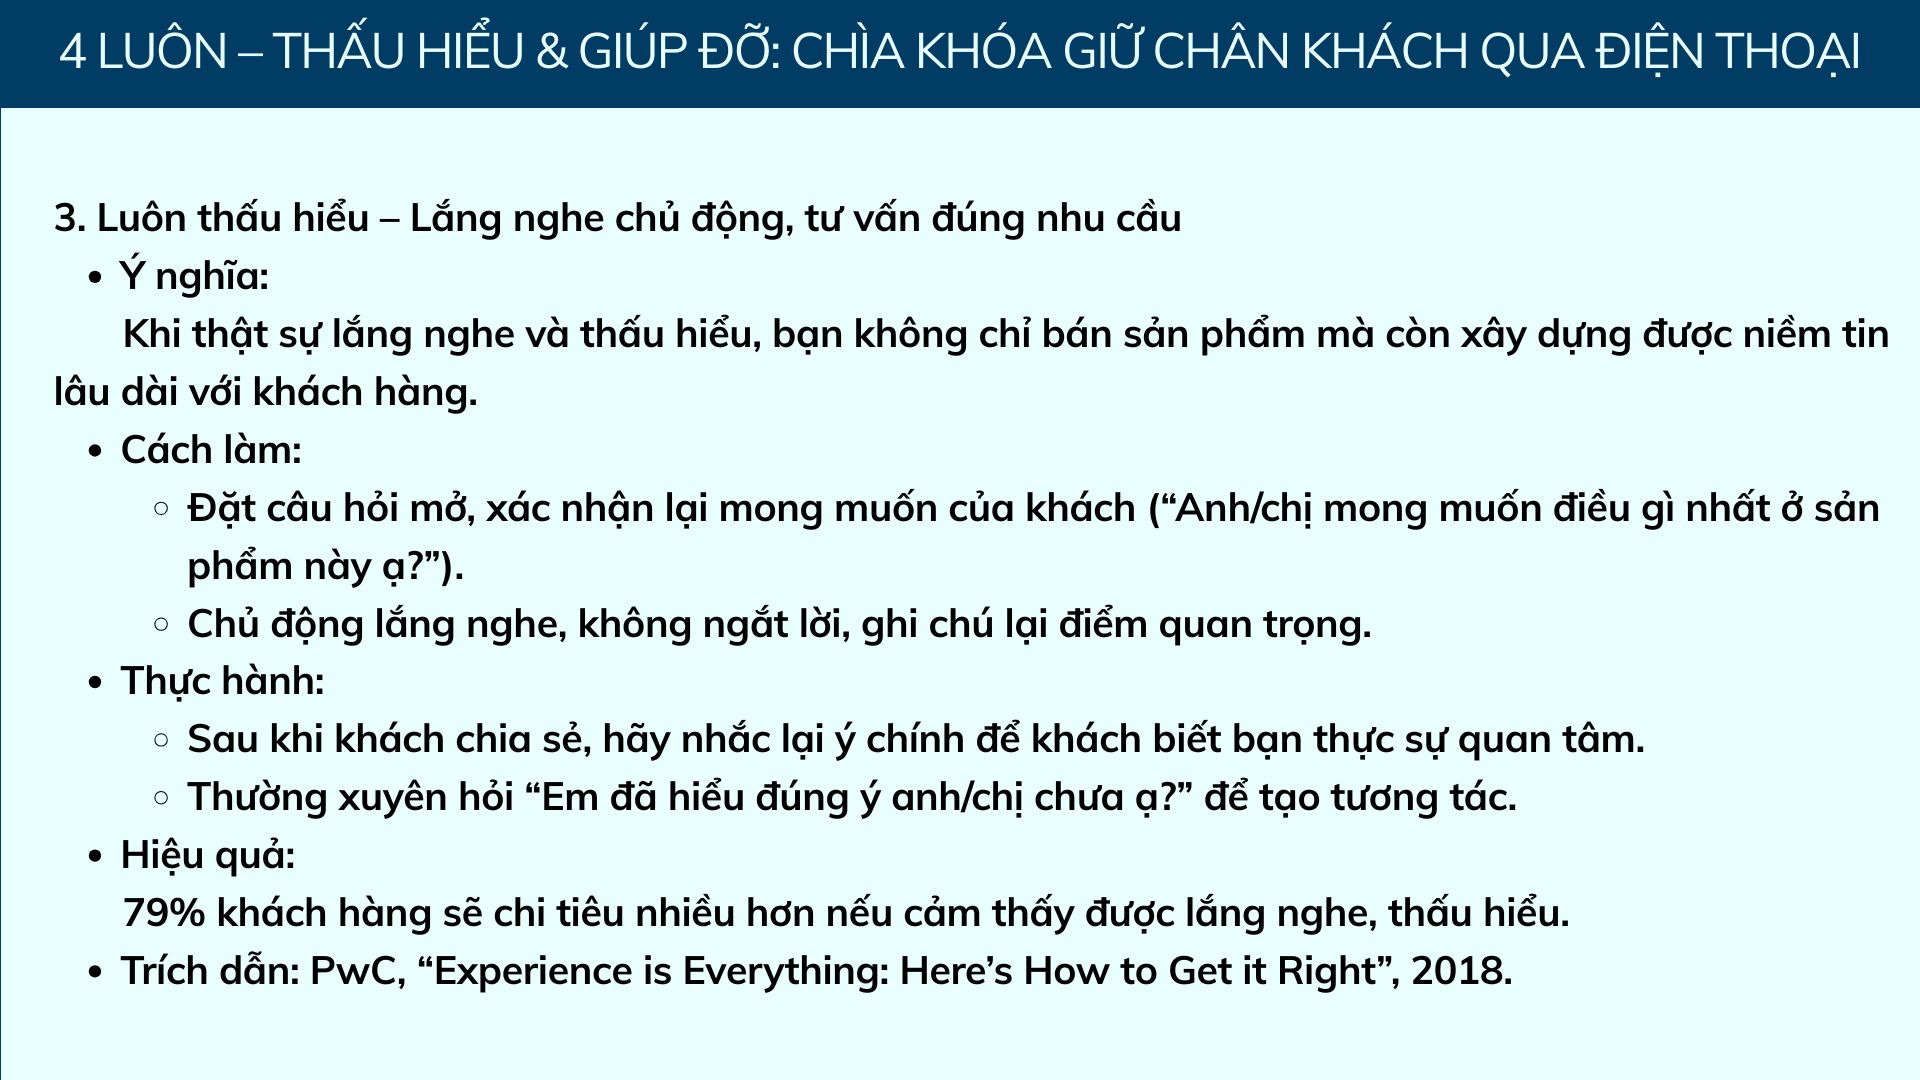 4 LUÔN – THẤU HIỂU & GIÚP ĐỠ: CHÌA KHÓA GIỮ CHÂN KHÁCH QUA ĐIỆN THOẠI
3. Luôn thấu hiểu – Lắng nghe chủ động, tư vấn đúng nhu cầu
• Ý nghĩa:
Khi thật sự lắng nghe và thấu hiểu, bạn không chỉ bán sản phẩm mà còn xây dựng được niềm tin
lâu dài với khách hàng.
• Cách làm:
○ Đặt câu hỏi mở, xác nhận lại mong muốn của khách (“Anh/chị mong muốn điều gì nhất ở sản
phẩm này ạ?”).
○ Chủ động lắng nghe, không ngắt lời, ghi chú lại điểm quan trọng.
• Thực hành:
○ Sau khi khách chia sẻ, hãy nhắc lại ý chính để khách biết bạn thực sự quan tâm.
○ Thường xuyên hỏi “Em đã hiểu đúng ý anh/chị chưa ạ?” để tạo tương tác.
• Hiệu quả:
79% khách hàng sẽ chi tiêu nhiều hơn nếu cảm thấy được lắng nghe, thấu hiểu.
• Trích dẫn: PwC, “Experience is Everything: Here’s How to Get it Right”, 2018.